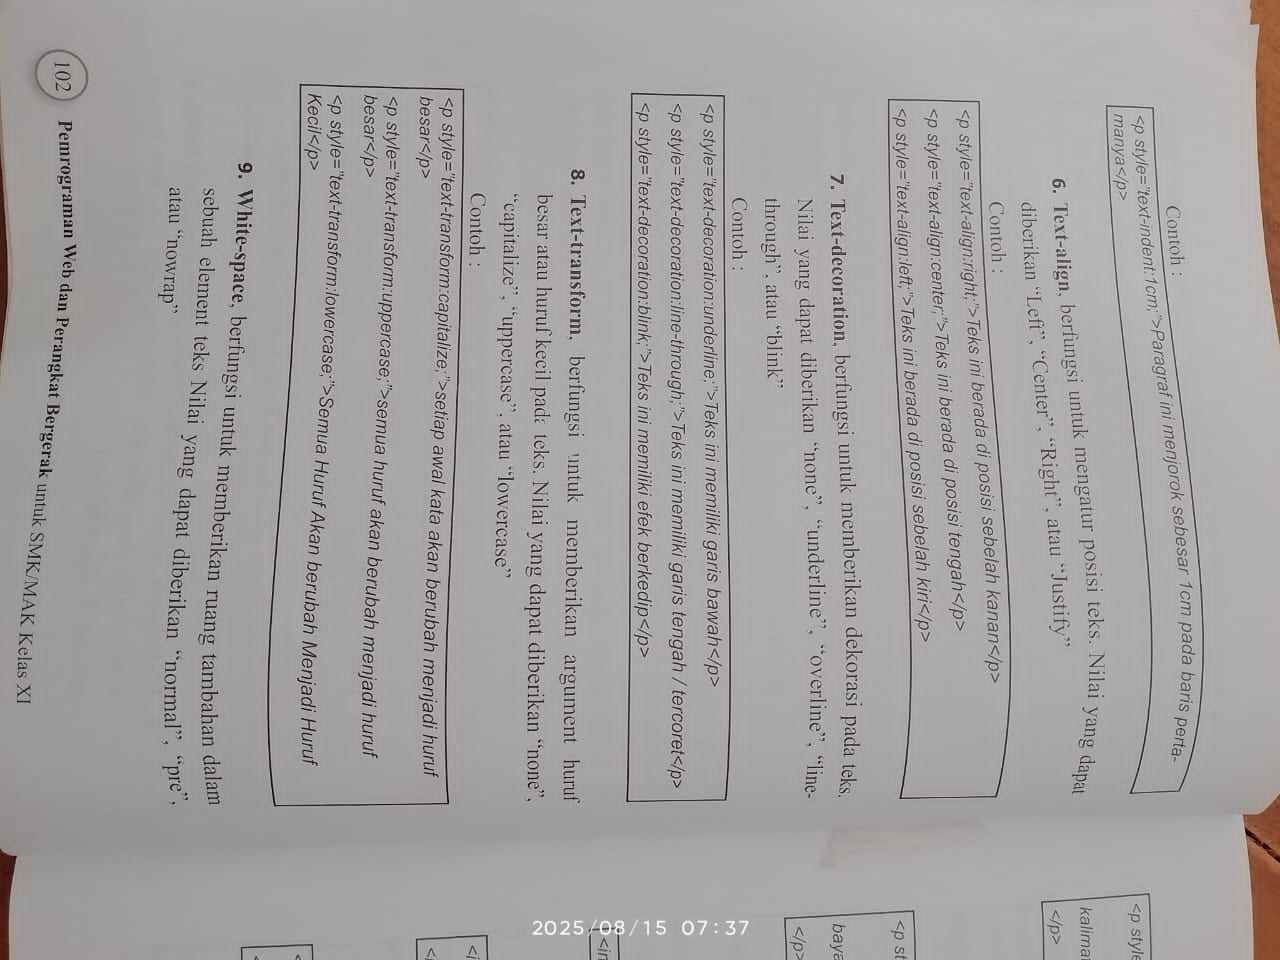 Contoh :
<p style="text-indent:1cm;">Paragraf ini menjorok sebesar 1cm pada baris perta-
manya</p>
6. Text-align, berfungsi untuk mengatur posisi teks. Nilai yang dapat
diberikan “Left”, “Center”, “Right”, atau “Justify”
Contoh :
<p style="text-align:right;">Teks ini berada di posisi sebelah kanan</p>
<p style="text-align:center;">Teks ini berada di posisi tengah</p>
<p style="text-align:left;">Teks ini berada di posisi sebelah kiri</p>
7. Text-decoration, berfungsi untuk memberikan dekorasi pada teks.
Nilai yang dapat diberikan “none”, “underline”, “overline”, “line-
through”, atau “blink”
Contoh :
<p style="text-decoration:underline;">Teks ini memiliki garis bawah</p>
<p style="text-decoration:line-through;">Teks ini memiliki garis tengah / tercoret</p>
<p style="text-decoration:blink;">Teks ini memiliki efek berkedip</p>
8. Text-transform, berfungsi untuk memberikan argument huruf
besar atau huruf kecil pada teks. Nilai yang dapat diberikan “none”,
“capitalize”, “uppercase”, atau “lowercase”
Contoh :
<p style="text-transform:capitalize;">setiap awal kata akan berubah menjadi huruf
besar</p>
<p style="text-transform:uppercase;">semua huruf akan berubah menjadi huruf
besar</p>
<p style="text-transform:lowercase;">Semua Huruf Akan berubah Menjadi Huruf
Kecil</p>
9. White-space, berfungsi untuk memberikan ruang tambahan dalam
sebuah element teks Nilai yang dapat diberikan “normal”, “pre”,
atau “nowrap”
102 Pemrograman Web dan Perangkat Bergerak untuk SMK/MAK Kelas XI
<p style
kalima
</p>
<p st
baya
</p>
<in
<i
2025/08/15 07:37